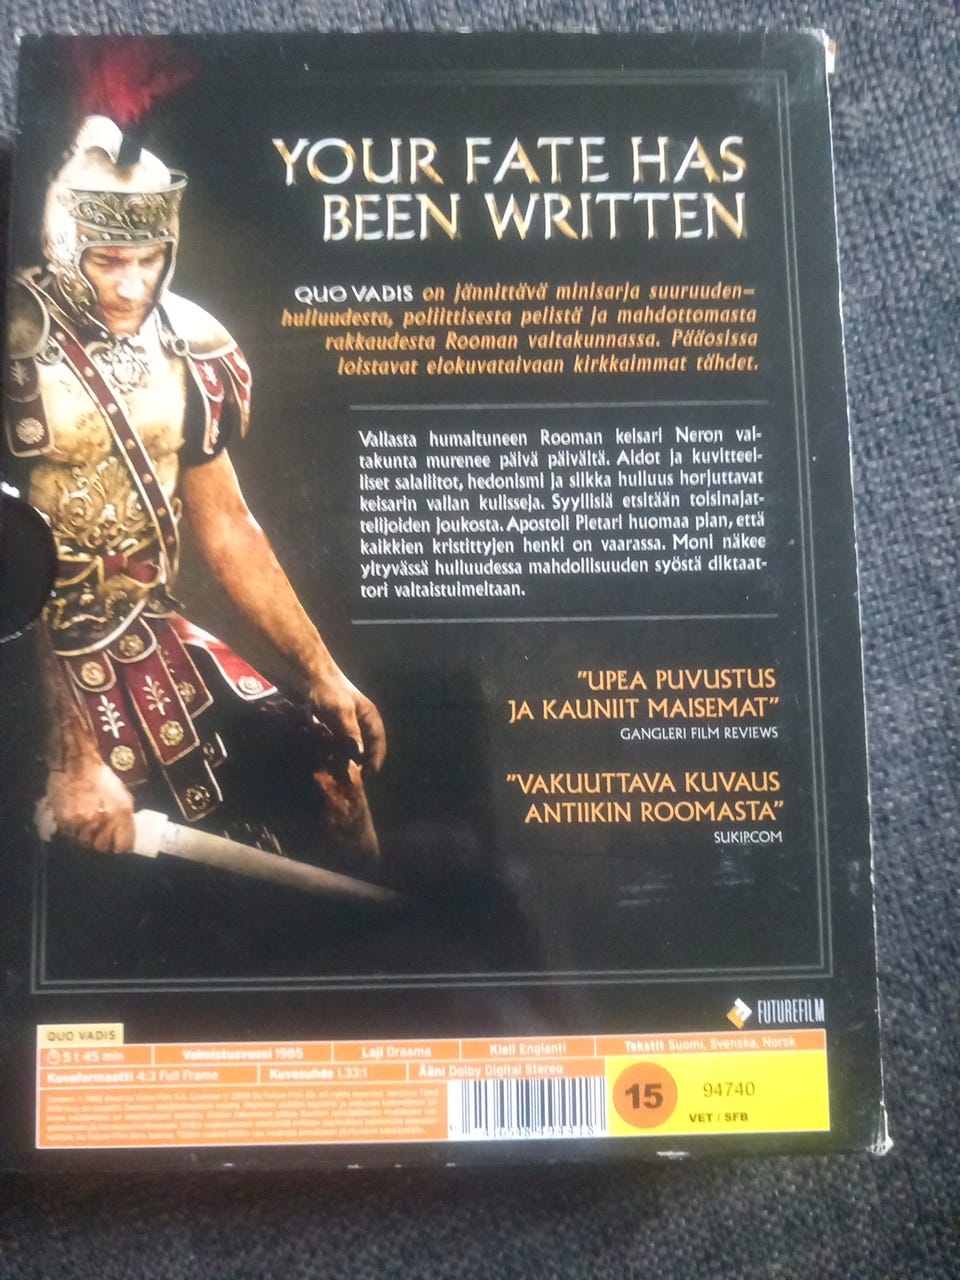 YOUR FATE HAS
BEEN WRITTEN
QUO VADIS on jännittävä minisarja suuruuden-
hulluudesta, poliittisesta pelistä ja mahdottomasta
rakkaudesta Rooman valtakunnassa. Pääosissa
loistavat elokuvataivaan kirkkaimmat tähdet.
Vallasta humaltuneen Rooman keisari Neron val-
takunta murenee päivä päivältä. Aidot ja kuvitteel-
liset salaliitot, hedonismi ja silkka hulluus horjuttavat
keisarin vallan kulisseja. Syyllisiä etsitään toisinajat-
telijoiden joukosta. Apostoli Pietari huomaa pian, että
kaikkien kristittyjen henki on vaarassa. Moni näkee
yltyvässä hulluudessa mahdollisuuden syöstä diktaat-
tori valtaistuimeltaan.
"UPEA PUVUSTUS
JA KAUNIIT MAISEMAT"
GANGLERI FILM REVIEWS
"VAKUUTTAVA KUVAUS
ANTIIKIN ROOMASTA"
SUKIP.COM
FUTUREFILM
QUO VADIS
5 t 45 min Valmistusvuosi 1985 Laji Draama Kieli Englanti Tekstit Suomi, Svenska, Norsk
Kuvaformaatti 4:3 Full Frame Kuvasuhde 1.33:1 Ääni Dolby Digital Stereo
15 94740
VET / SFB